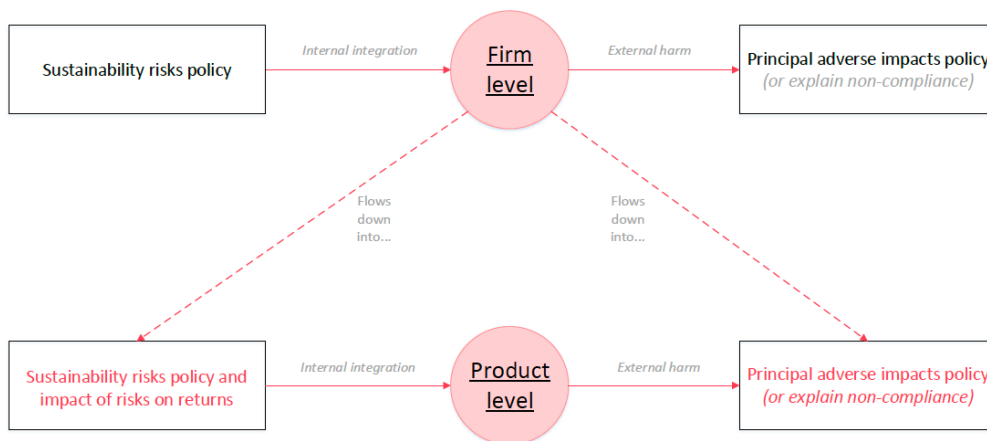 Sustainability risks policy
Internal integration
Firm
level
External harm
Principal adverse impacts policy
(or explain non-compliance)
Flows
down
into...
Flows
down
into...
Sustainability risks policy and
impact of risks on returns
Internal integration
Product
level
External harm
Principal adverse impacts policy
(or explain non-compliance)